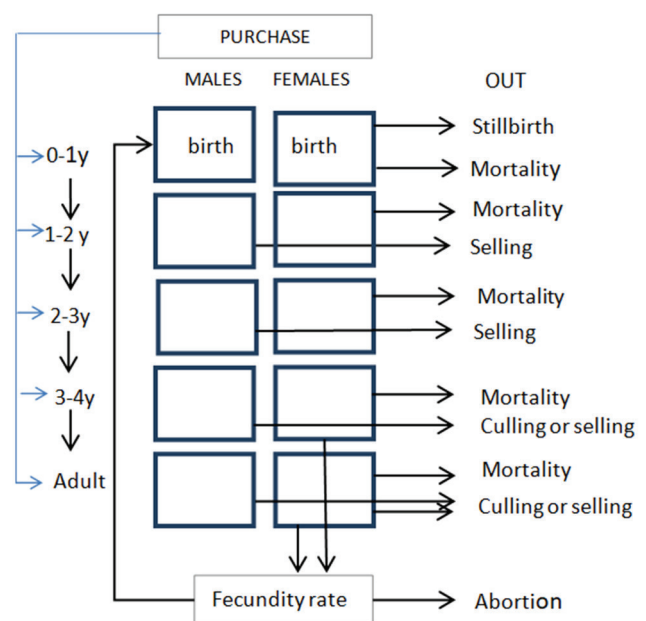 PURCHASE
MALES FEMALES OUT
Stillbirth
birth birth
0-1y
Mortality
Mortality
1-2 y
Selling
Mortality
2-3y
Selling
3-4y
Mortality
Culling or selling
Mortality
Adult
Culling or selling
Fecundity rate
Abortion